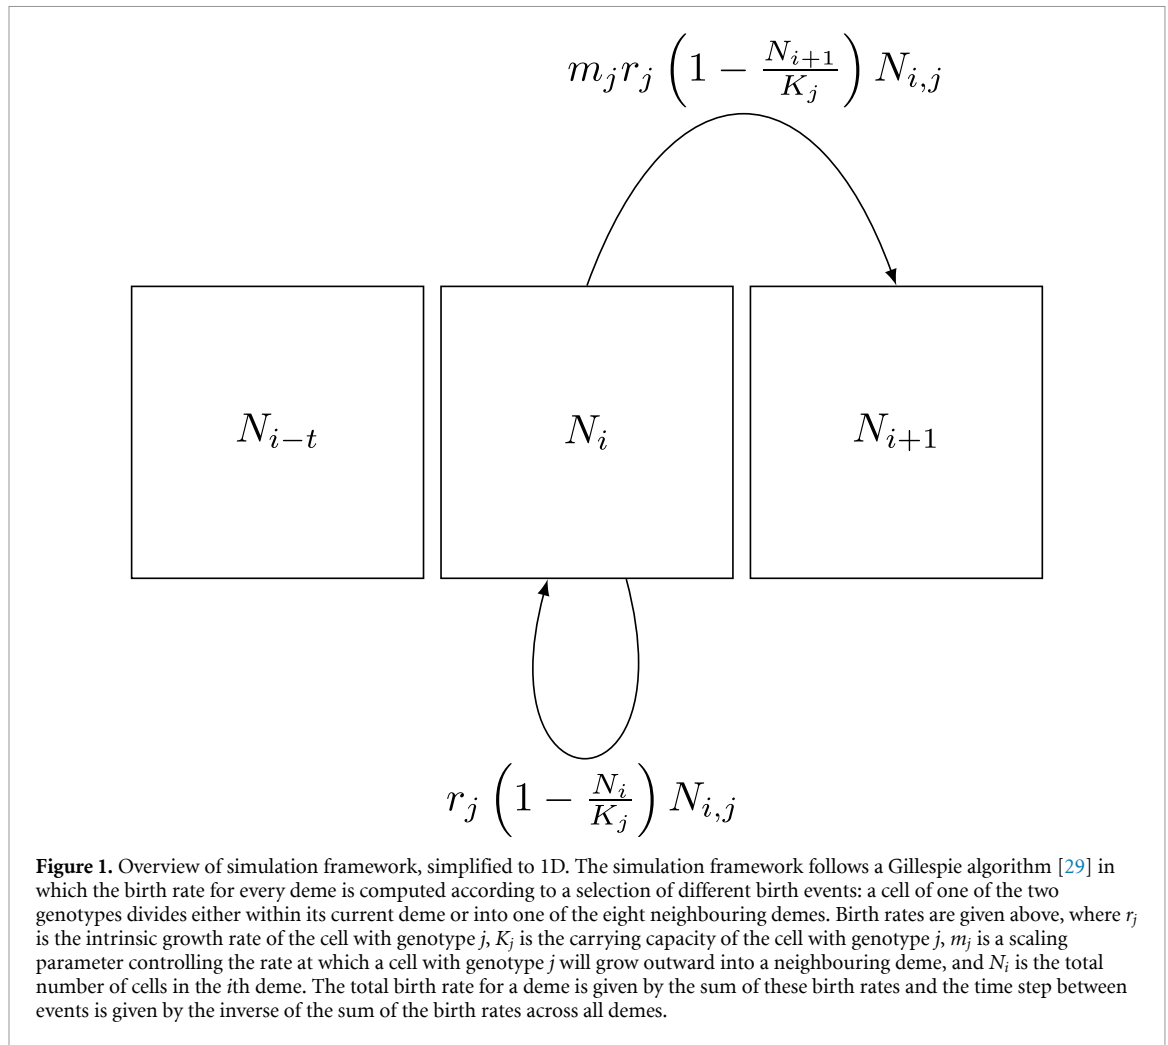 m_j r_j (1 − N_{i+1}/K_j) N_{i,j}
N_{i−t}
N_i
N_{i+1}
r_j (1 − N_i/K_j) N_{i,j}
Figure 1. Overview of simulation framework, simplified to 1D. The simulation framework follows a Gillespie algorithm [29] in
which the birth rate for every deme is computed according to a selection of different birth events: a cell of one of the two
genotypes divides either within its current deme or into one of the eight neighbouring demes. Birth rates are given above, where r_j
is the intrinsic growth rate of the cell with genotype j, K_j is the carrying capacity of the cell with genotype j, m_j is a scaling
parameter controlling the rate at which a cell with genotype j will grow outward into a neighbouring deme, and N_i is the total
number of cells in the ith deme. The total birth rate for a deme is given by the sum of these birth rates and the time step between
events is given by the inverse of the sum of the birth rates across all demes.